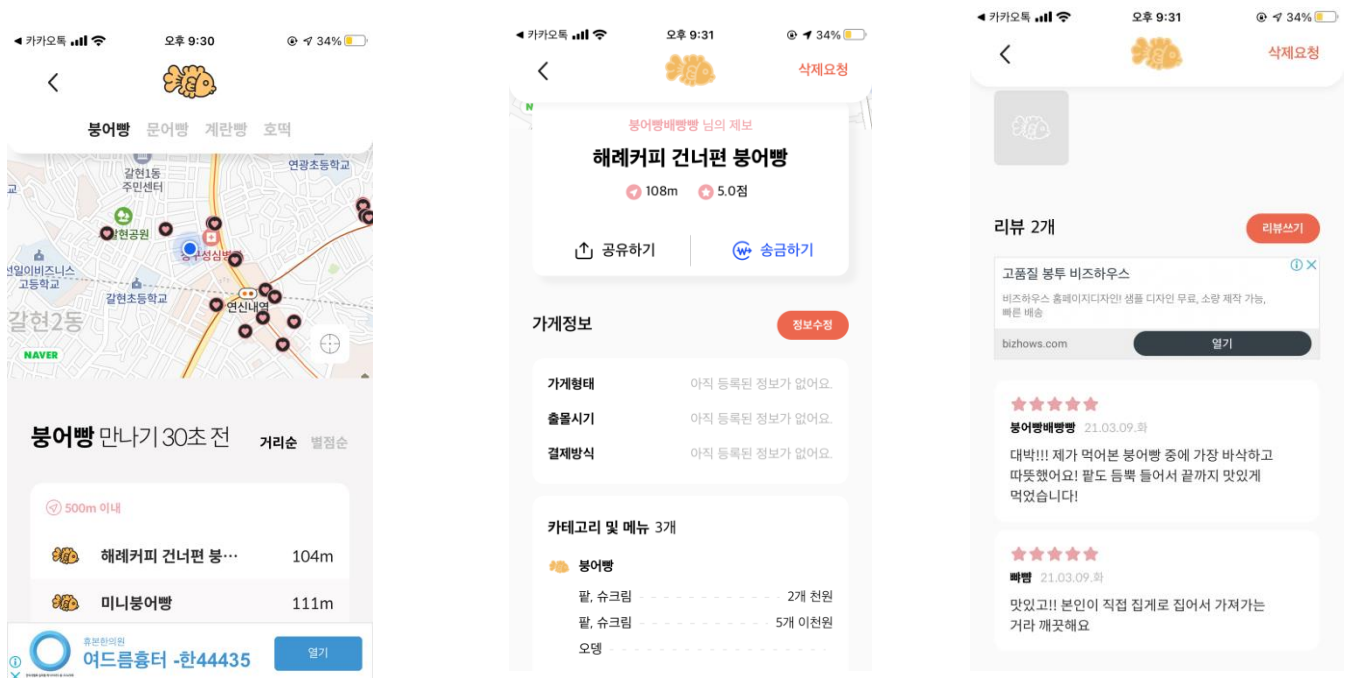 ◀ 카카오톡 오후 9:30 34%
붕어빵 문어빵 계란빵 호떡
연광초등학교
갈현1동
주민센터
교
갈현공원
청구성심병원
선일이비즈니스
고등학교
갈현초등학교
연신내역
갈현2동
NAVER
붕어빵 만나기 30초 전 거리순 별점순
500m 이내
해례커피 건너편 붕… 104m
미니붕어빵 111m
휴본한의원
여드름흉터 -한44435
열기
◀ 카카오톡 오후 9:31 34%
삭제요청
N
붕어빵배빵빵 님의 제보
해례커피 건너편 붕어빵
108m 5.0점
공유하기 송금하기
가게정보 정보수정
가게형태 아직 등록된 정보가 없어요.
출몰시기 아직 등록된 정보가 없어요.
결제방식 아직 등록된 정보가 없어요.
카테고리 및 메뉴 3개
붕어빵
팥, 슈크림 2개 천원
팥, 슈크림 5개 이천원
오뎅
◀ 카카오톡 오후 9:31 34%
삭제요청
리뷰 2개 리뷰쓰기
고품질 봉투 비즈하우스
비즈하우스 홈페이지디자인! 샘플 디자인 무료, 소량 제작 가능,
빠른 배송
bizhows.com 열기
붕어빵배빵빵 21.03.09.화
대박!!! 제가 먹어본 붕어빵 중에 가장 바삭하고
따뜻했어요! 팥도 듬뿍 들어서 끝까지 맛있게
먹었습니다!
빠뺨 21.03.09.화
맛있고!! 본인이 직접 집게로 집어서 가져가는
거라 깨끗해요